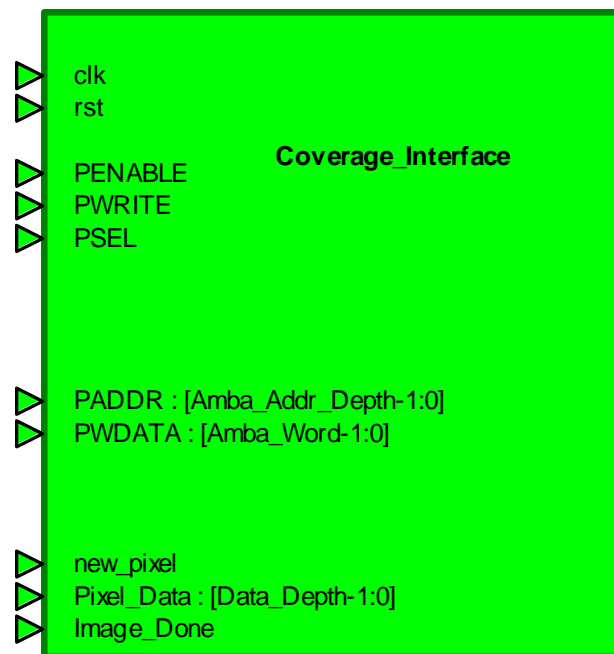 clk
rst
Coverage_Interface
PENABLE
PWRITE
PSEL
PADDR : [Amba_Addr_Depth-1:0]
PWDATA : [Amba_Word-1:0]
new_pixel
Pixel_Data : [Data_Depth-1:0]
Image_Done